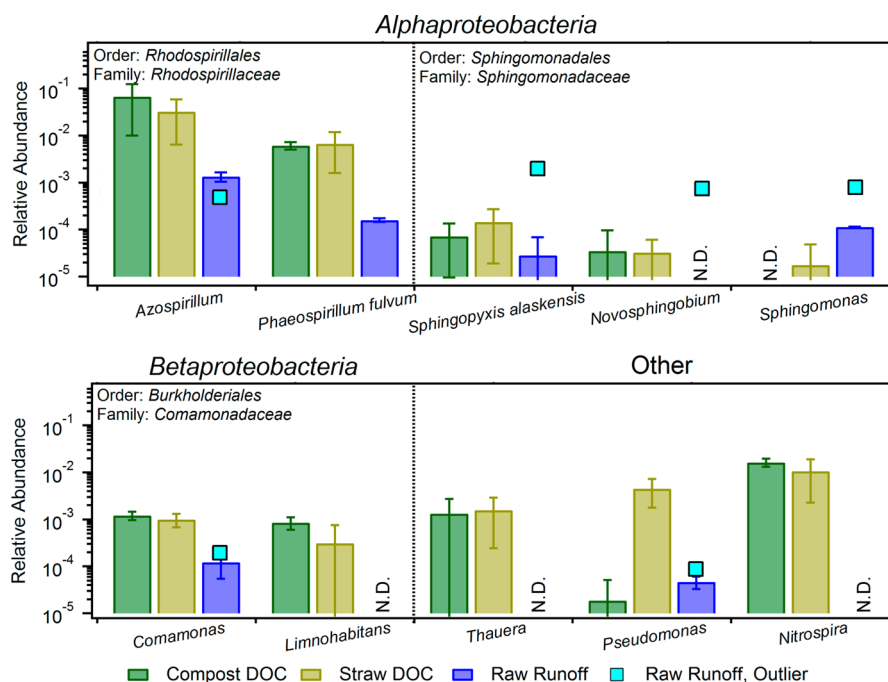 Alphaproteobacteria
Order: Rhodospirillales
Family: Rhodospirillaceae
Order: Sphingomonadales
Family: Sphingomonadaceae
Relative Abundance
10^-1
10^-2
10^-3
10^-4
10^-5
N.D.
N.D.
Azospirillum
Phaeospirillum fulvum
Sphingopyxis alaskensis
Novosphingobium
Sphingomonas
Betaproteobacteria
Other
Order: Burkholderiales
Family: Comamonadaceae
Relative Abundance
10^-1
10^-2
10^-3
10^-4
10^-5
N.D.
N.D.
N.D.
Comamonas
Limnohabitans
Thauera
Pseudomonas
Nitrospira
Compost DOC
Straw DOC
Raw Runoff
Raw Runoff, Outlier